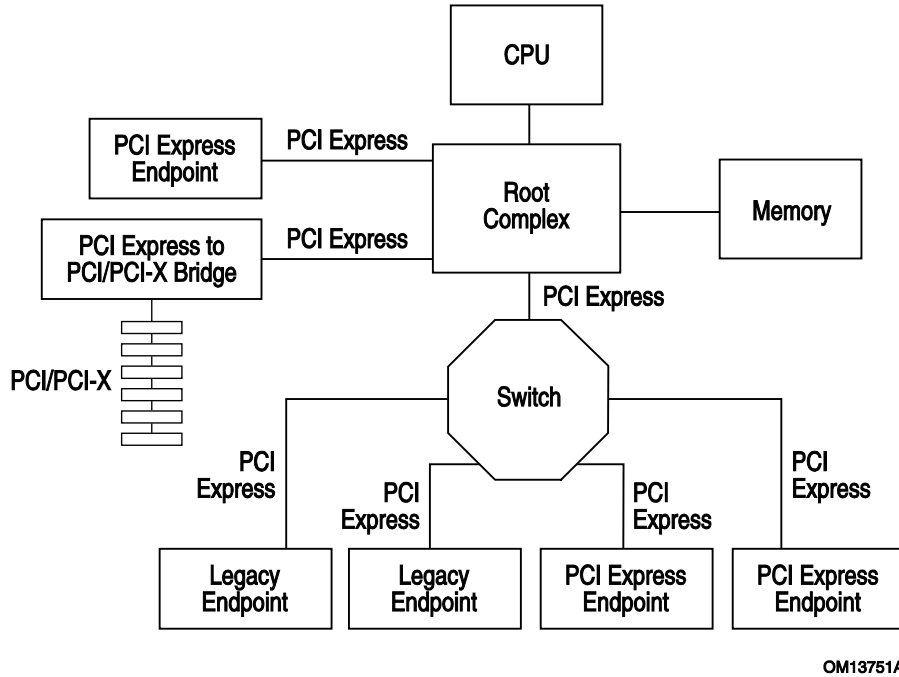 CPU
PCI Express
Endpoint
PCI Express
Root
Complex
Memory
PCI Express to
PCI/PCI-X Bridge
PCI Express
PCI Express
PCI/PCI-X
Switch
PCI
Express
PCI
Express
PCI
Express
PCI
Express
Legacy
Endpoint
Legacy
Endpoint
PCI Express
Endpoint
PCI Express
Endpoint
OM13751A